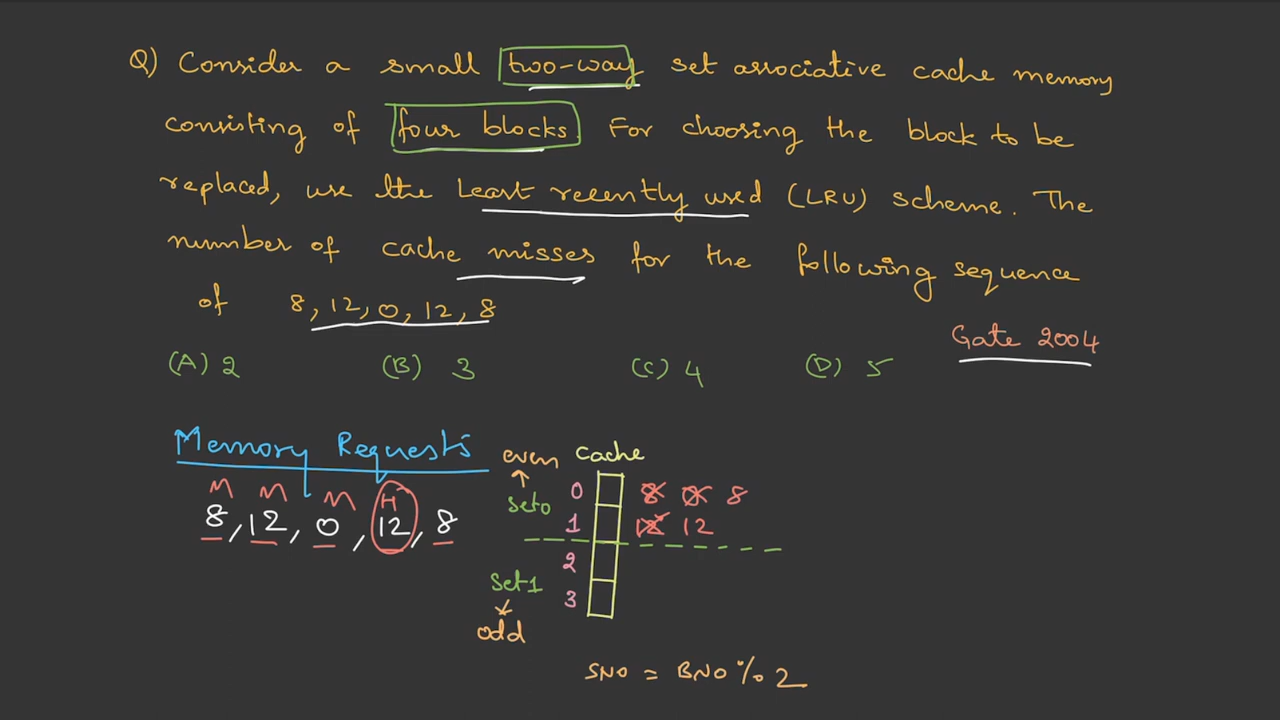 Q) Consider a small two-way set associative cache memory
consisting of four blocks. For choosing the block to be
replaced, use the Least recently used (LRU) scheme. The
number of cache misses for the following sequence
of 8, 12, 0, 12, 8
Gate 2004
(A) 2 (B) 3 (C) 4 (D) 5
Memory Requests
M M M H
8, 12, 0, 12, 8
even cache
set0 0 8 0 8
1 12 12
2
set1 3
odd
SNO = BNO % 2